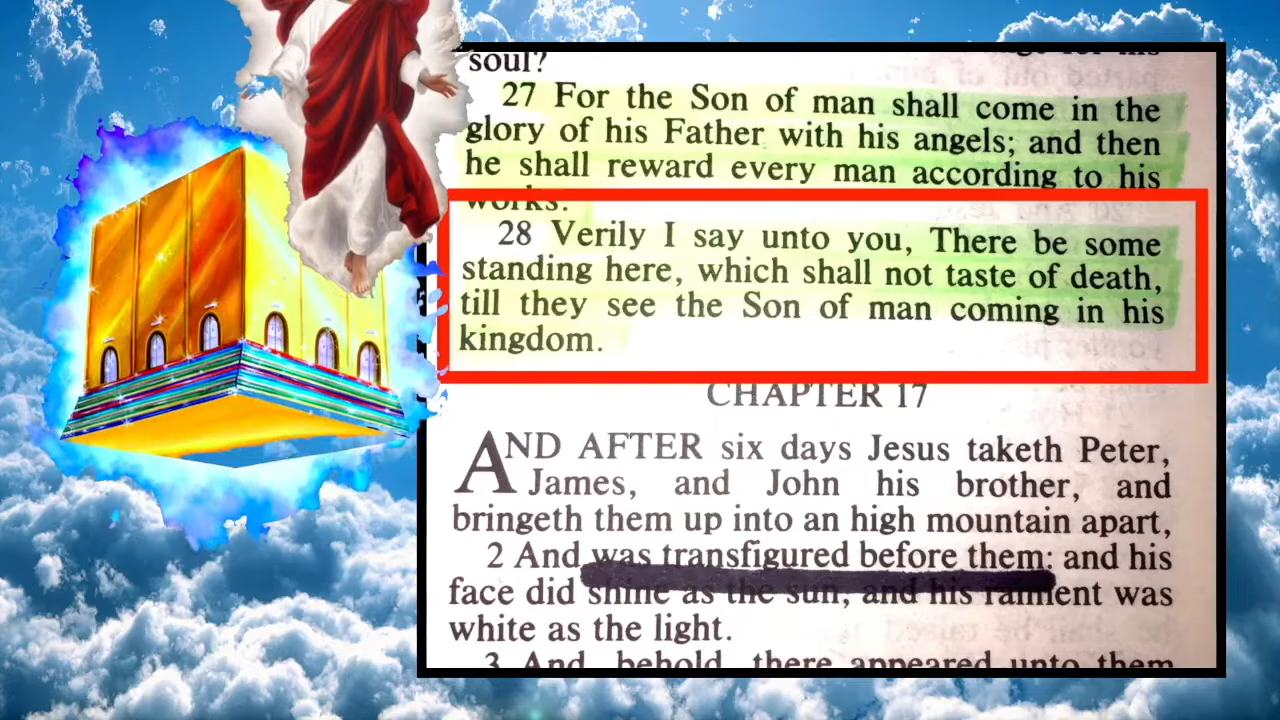 for his
soul?
27 For the Son of man shall come in the
glory of his Father with his angels; and then
he shall reward every man according to his
works.
28 Verily I say unto you, There be some
standing here, which shall not taste of death,
till they see the Son of man coming in his
kingdom.
CHAPTER 17
AND AFTER six days Jesus taketh Peter,
James, and John his brother, and
bringeth them up into an high mountain apart,
2 And was transfigured before them: and his
face did shine as the sun, and his raiment was
white as the light.
3 And, behold, there appeared unto them